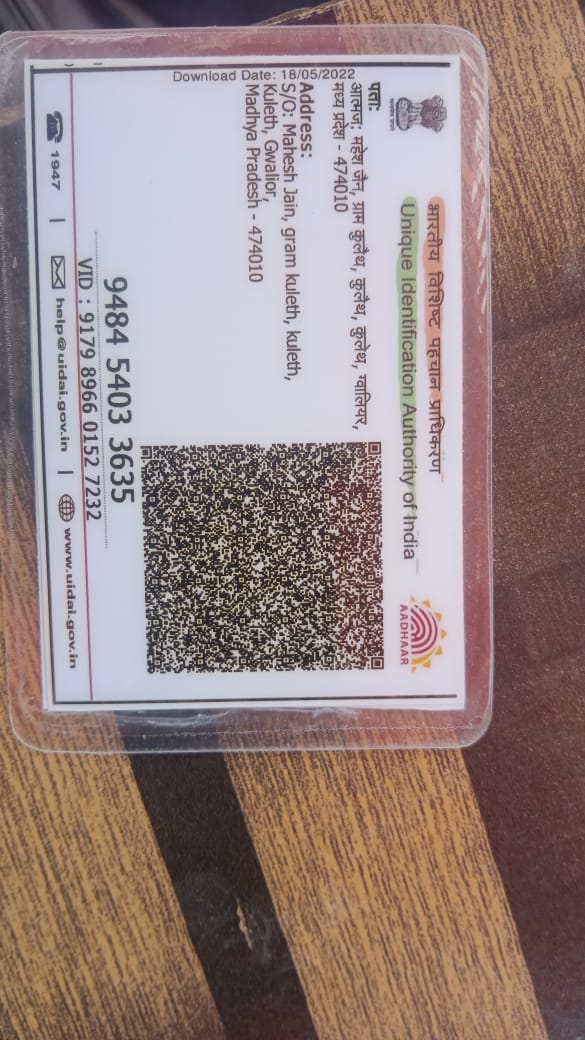 भारतीय विशिष्ट पहचान प्राधिकरण
Unique Identification Authority of India
AADHAAR
Download Date: 18/05/2022
पता:
आत्मज: महेश जैन, ग्राम कुलैथ, कुलैथ, कुलेथ, ग्वालियर,
मध्य प्रदेश - 474010
Address:
S/O: Mahesh Jain, gram kuleth, kuleth,
Kuleth, Gwalior,
Madhya Pradesh - 474010
9484 5403 3635
VID : 9179 8966 0152 7232
1947 | help@uidai.gov.in | www.uidai.gov.in